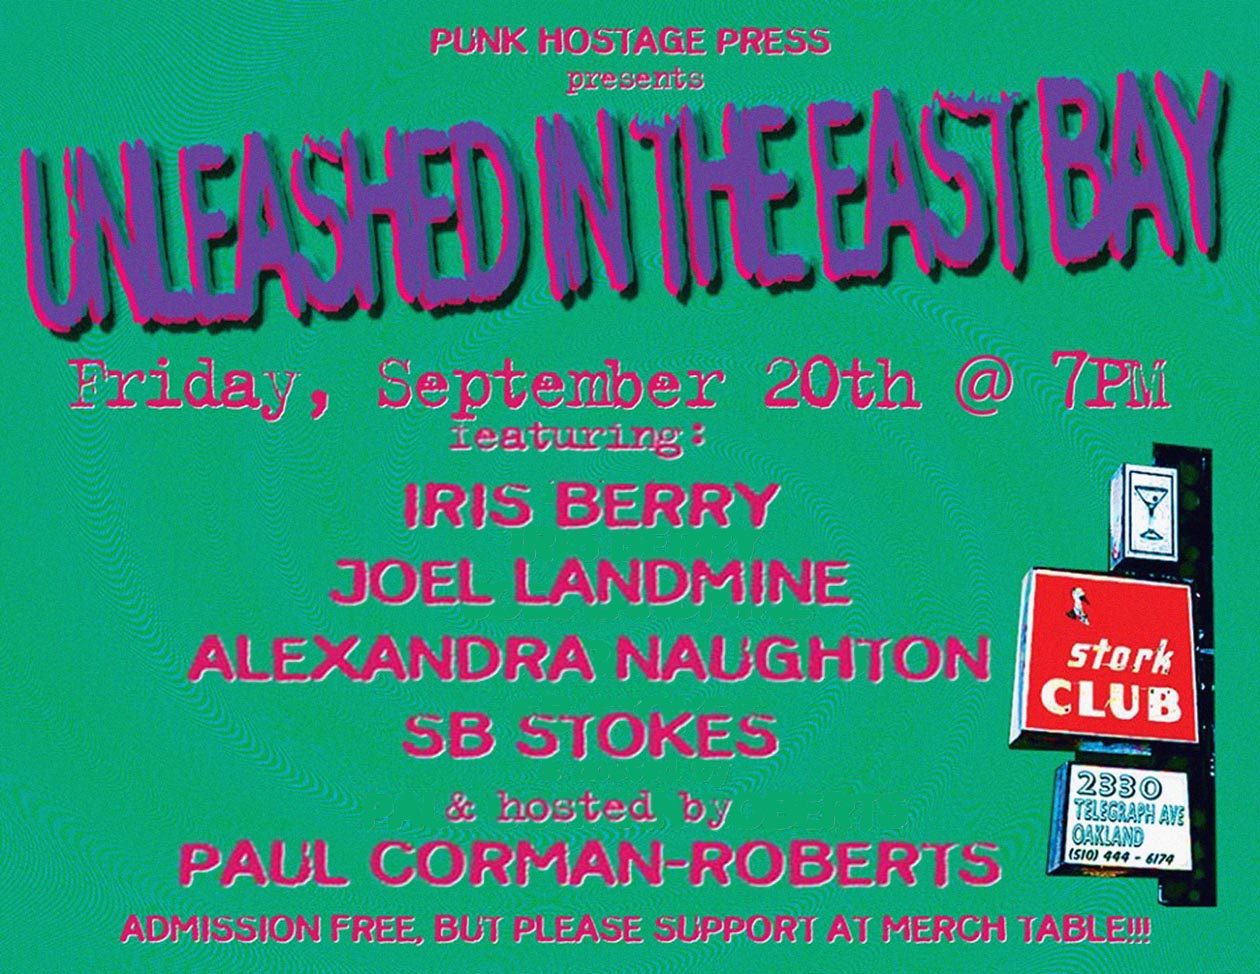 PUNK HOSTAGE PRESS
presents
UNLEASHED IN THE EAST BAY
Friday, September 20th @ 7PM
featuring:
IRIS BERRY
JOEL LANDMINE
ALEXANDRA NAUGHTON
SB STOKES
& hosted by
PAUL CORMAN-ROBERTS
ADMISSION FREE, BUT PLEASE SUPPORT AT MERCH TABLE!!!
stork
CLUB
2330
TELEGRAPH AVE
OAKLAND
(510) 444 - 6174